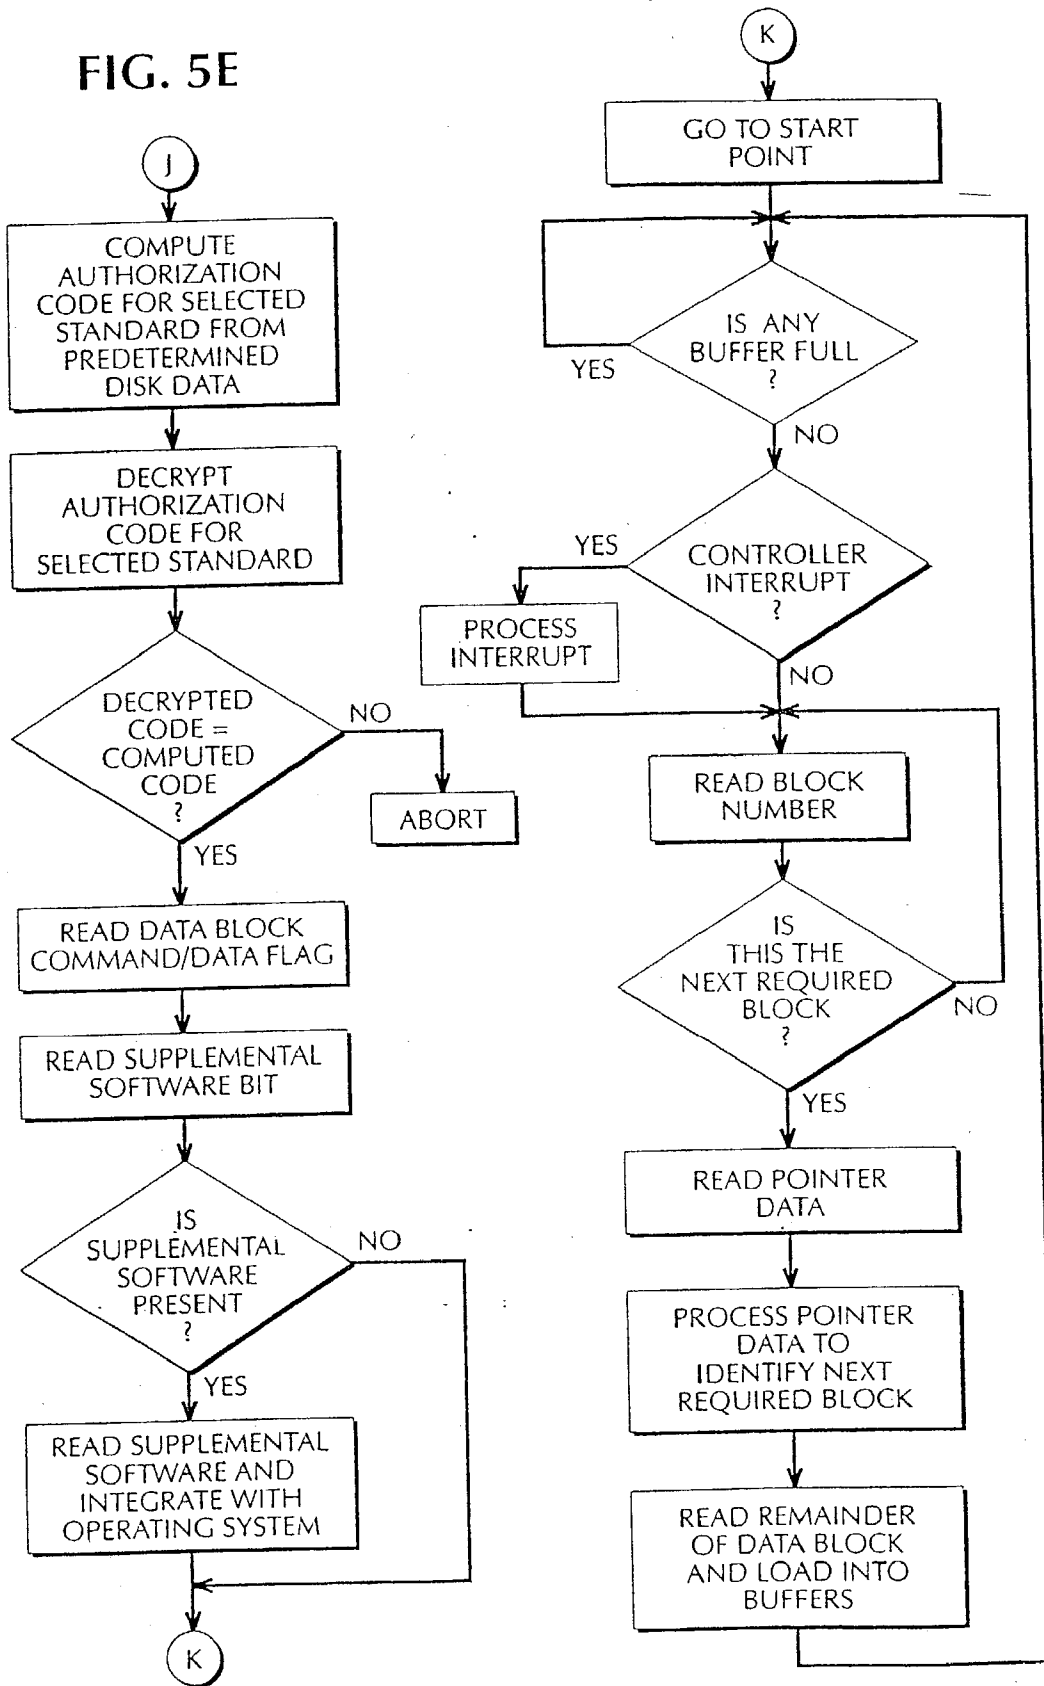 FIG. 5E
J
COMPUTE
AUTHORIZATION
CODE FOR SELECTED
STANDARD FROM
PREDETERMINED
DISK DATA
DECRYPT
AUTHORIZATION
CODE FOR
SELECTED STANDARD
DECRYPTED
CODE =
COMPUTED
CODE
?
NO
ABORT
YES
READ DATA BLOCK
COMMAND/DATA FLAG
READ SUPPLEMENTAL
SOFTWARE BIT
IS
SUPPLEMENTAL
SOFTWARE
PRESENT
?
NO
YES
READ SUPPLEMENTAL
SOFTWARE AND
INTEGRATE WITH
OPERATING SYSTEM
K
K
GO TO START
POINT
IS ANY
BUFFER FULL
?
YES
NO
CONTROLLER
INTERRUPT
?
YES
PROCESS
INTERRUPT
NO
READ BLOCK
NUMBER
IS
THIS THE
NEXT REQUIRED
BLOCK
?
NO
YES
READ POINTER
DATA
PROCESS POINTER
DATA TO
IDENTIFY NEXT
REQUIRED BLOCK
READ REMAINDER
OF DATA BLOCK
AND LOAD INTO
BUFFERS